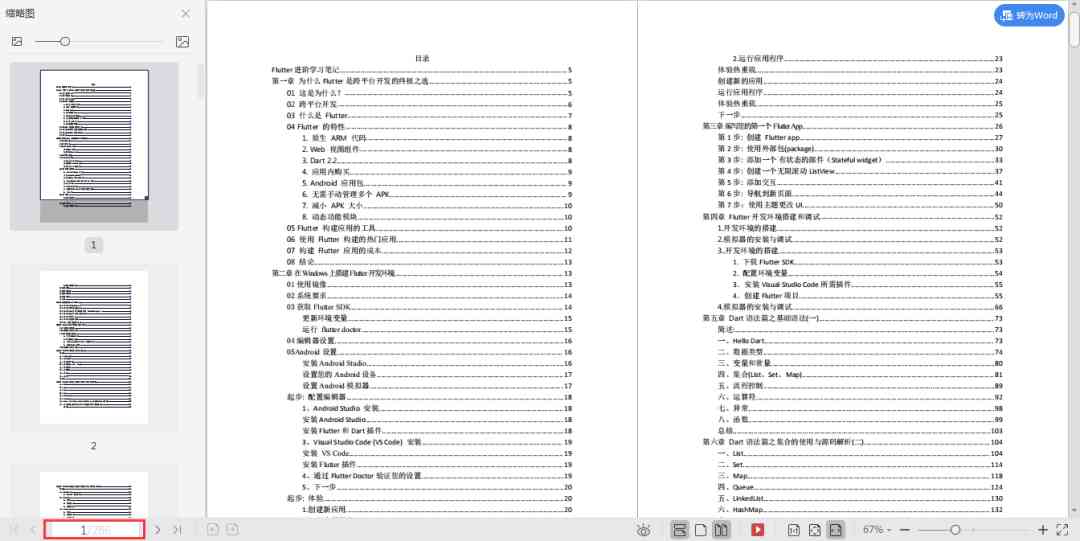 缩略图
转为Word
1
2
目录
Flutter 进阶学习笔记 5
第一章 为什么 Flutter 是跨平台开发的终极之选 5
01 这是为什么？ 5
02 跨平台开发 6
03 什么是 Flutter 7
04 Flutter 的特性 8
1. 原生 ARM 代码 8
2. Web 视图组件 8
3. Dart 2.2 8
4. 应用内购买 9
5. Android 应用包 9
6. 无需手动管理多个 APK 9
7. 减小 APK 大小 10
8. 动态功能模块 10
05 Flutter 构建应用的工具 10
06 使用 Flutter 构建的热门应用 11
07 构建 Flutter 应用的成本 12
08 结论 13
第二章 在Windows 上搭建 Flutter 开发环境 13
01 使用镜像 13
02 系统要求 14
03 获取 Flutter SDK 14
更新环境变量 15
运行 flutter doctor 15
04 编辑器设置 16
05Android 设置 16
安装 Android Studio 16
设置您的 Android 设备 17
设置 Android 模拟器 17
起步: 配置编辑器 18
1、Android Studio 安装 18
安装 Android Studio 18
安装 Flutter 和 Dart 插件 18
3、Visual Studio Code (VS Code) 安装 19
安装 VS Code 19
安装 Flutter 插件 19
4、通过 Flutter Doctor 验证您的设置 19
5、下一步 20
起步: 体验 20
1.创建新应用 20
2.运行应用程序 23
体验热重载 23
创建新的应用 24
运行应用程序 24
体验热重载 25
下一步 25
第三章 编写您的第一个 Flutter App 26
第 1 步: 创建 Flutter app 27
第 2 步: 使用外部包(package) 30
第 3 步: 添加一个 有状态的部件（Stateful widget） 33
第 4 步: 创建一个无限滚动 ListView 37
第 5 步: 添加交互 41
第 6 步: 导航到新页面 44
第 7 步：使用主题更改 UI 50
第四章 Flutter 开发环境搭建和调试 52
1.开发环境的搭建 52
2.模拟器的安装与调试 52
3.开发环境的搭建 53
1. 下载 Flutter SDK 53
2. 配置环境变量 54
3. 安装 Visual Studio Code 所需插件 55
4. 创建 Flutter 项目 55
4.模拟器的安装与调试 66
第五章 Dart 语法篇之基础语法(一) 73
简述: 73
一、Hello Dart 73
二、数据类型 74
三、变量和常量 80
四、集合(List、Set、Map) 81
五、流程控制 89
六、运算符 92
七、异常 98
八、函数 99
总结 103
第六章 Dart 语法篇之集合的使用与源码解析(二) 104
一、List 104
二、Set 114
三、Map 118
四、Queue 124
五、LinkedList 130
六、HashMap 132
1
67%